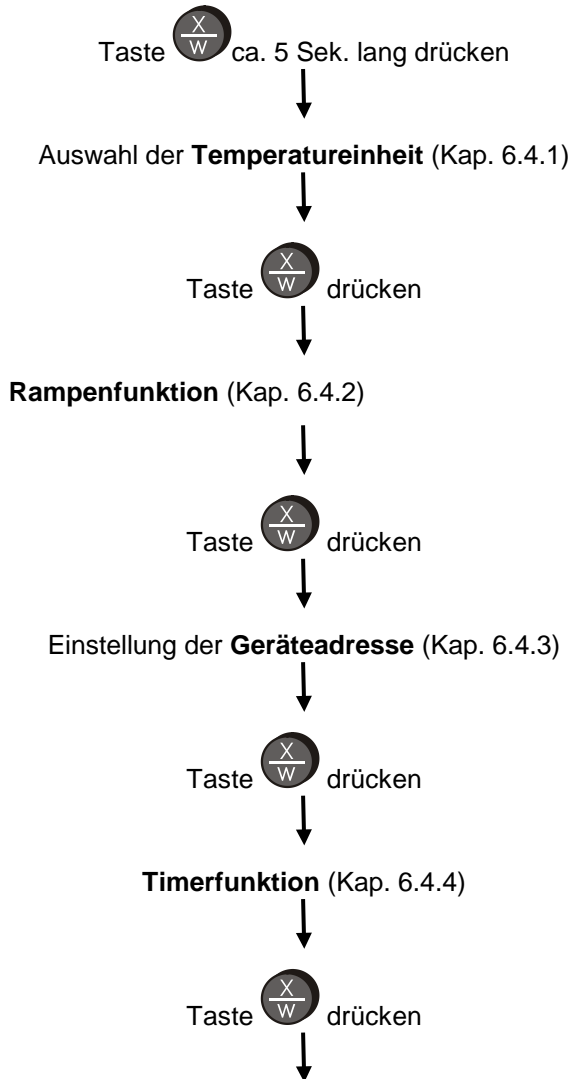 Taste X/W ca. 5 Sek. lang drücken
Auswahl der Temperatureinheit (Kap. 6.4.1)
Taste X/W drücken
Rampenfunktion (Kap. 6.4.2)
Taste X/W drücken
Einstellung der Geräteadresse (Kap. 6.4.3)
Taste X/W drücken
Timerfunktion (Kap. 6.4.4)
Taste X/W drücken